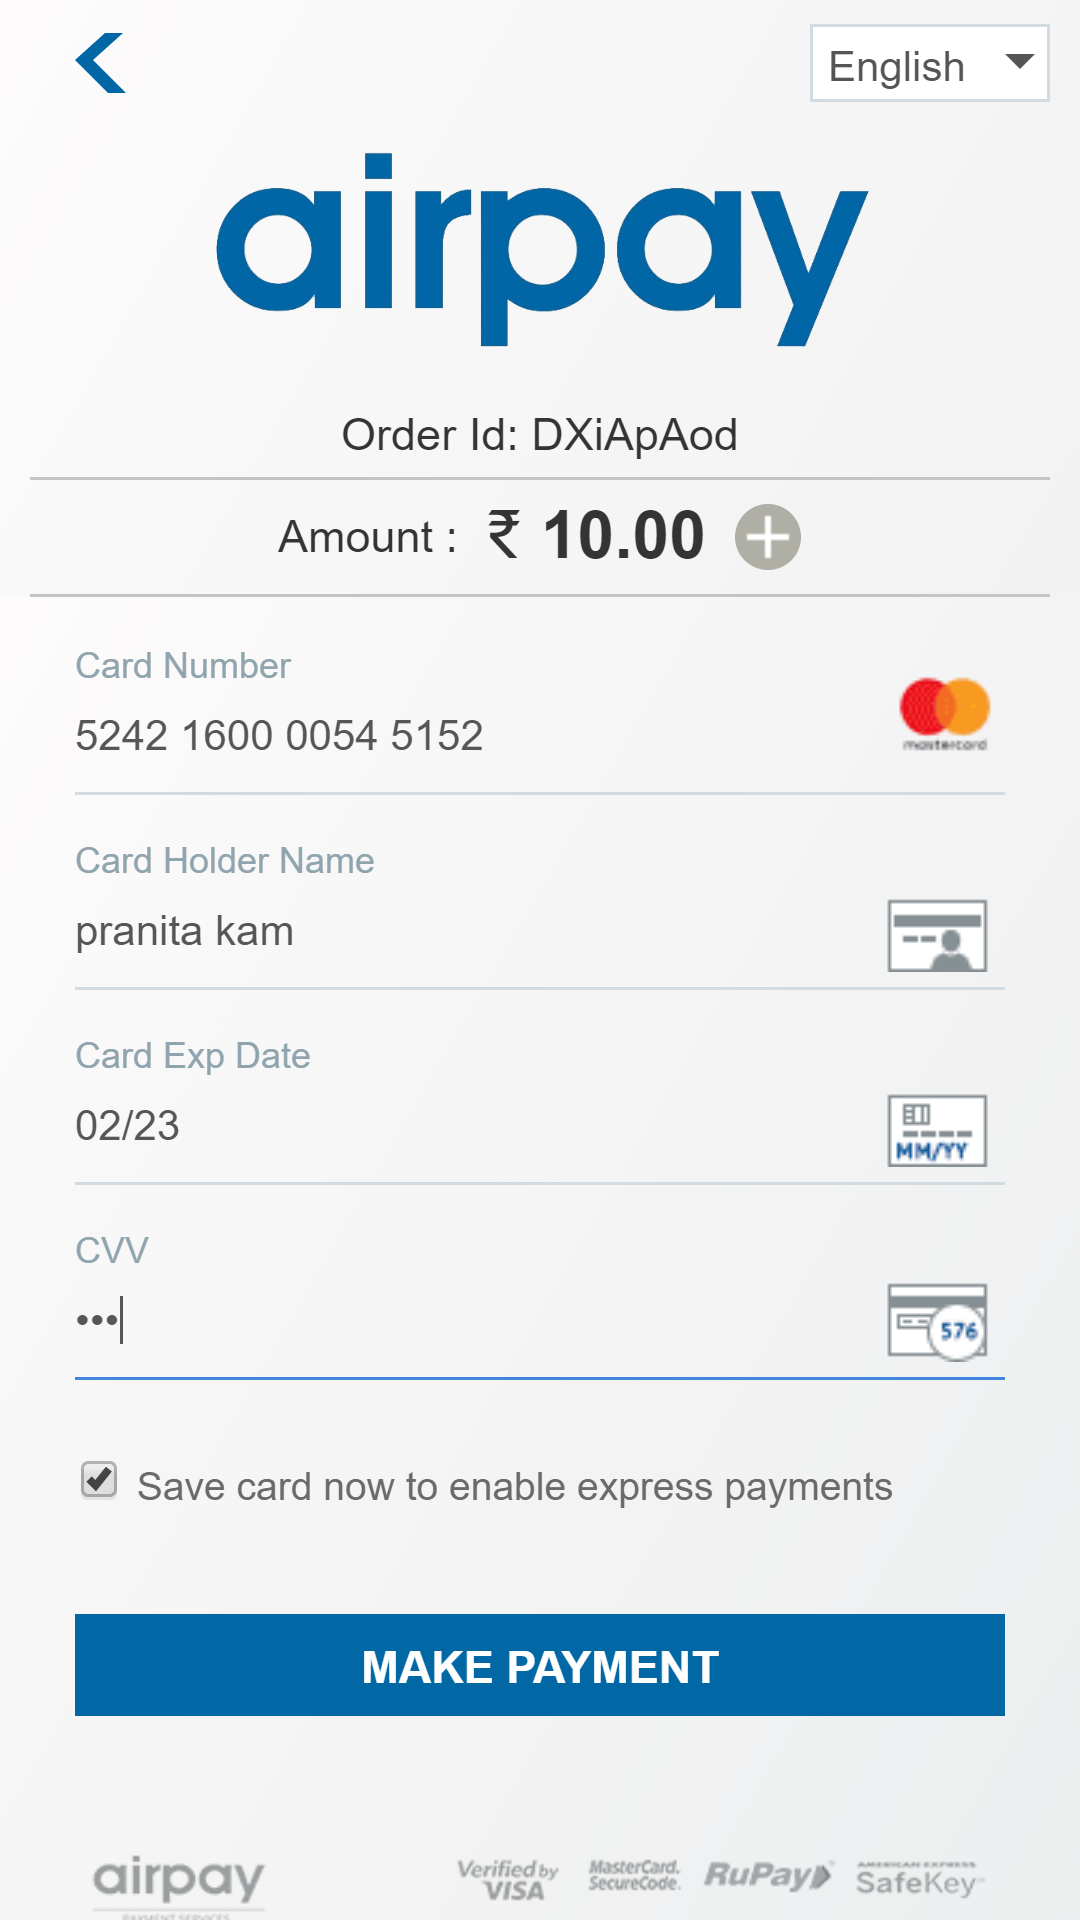 English
airpay
Order Id: DXiApAod
Amount : ₹ 10.00
Card Number
5242 1600 0054 5152
mastercard
Card Holder Name
pranita kam
Card Exp Date
02/23
MM/YY
CVV
•••
576
Save card now to enable express payments
MAKE PAYMENT
airpay
PAYMENT SERVICES
Verified by
VISA
MasterCard.
SecureCode.
RuPay
AMERICAN EXPRESS
SafeKey